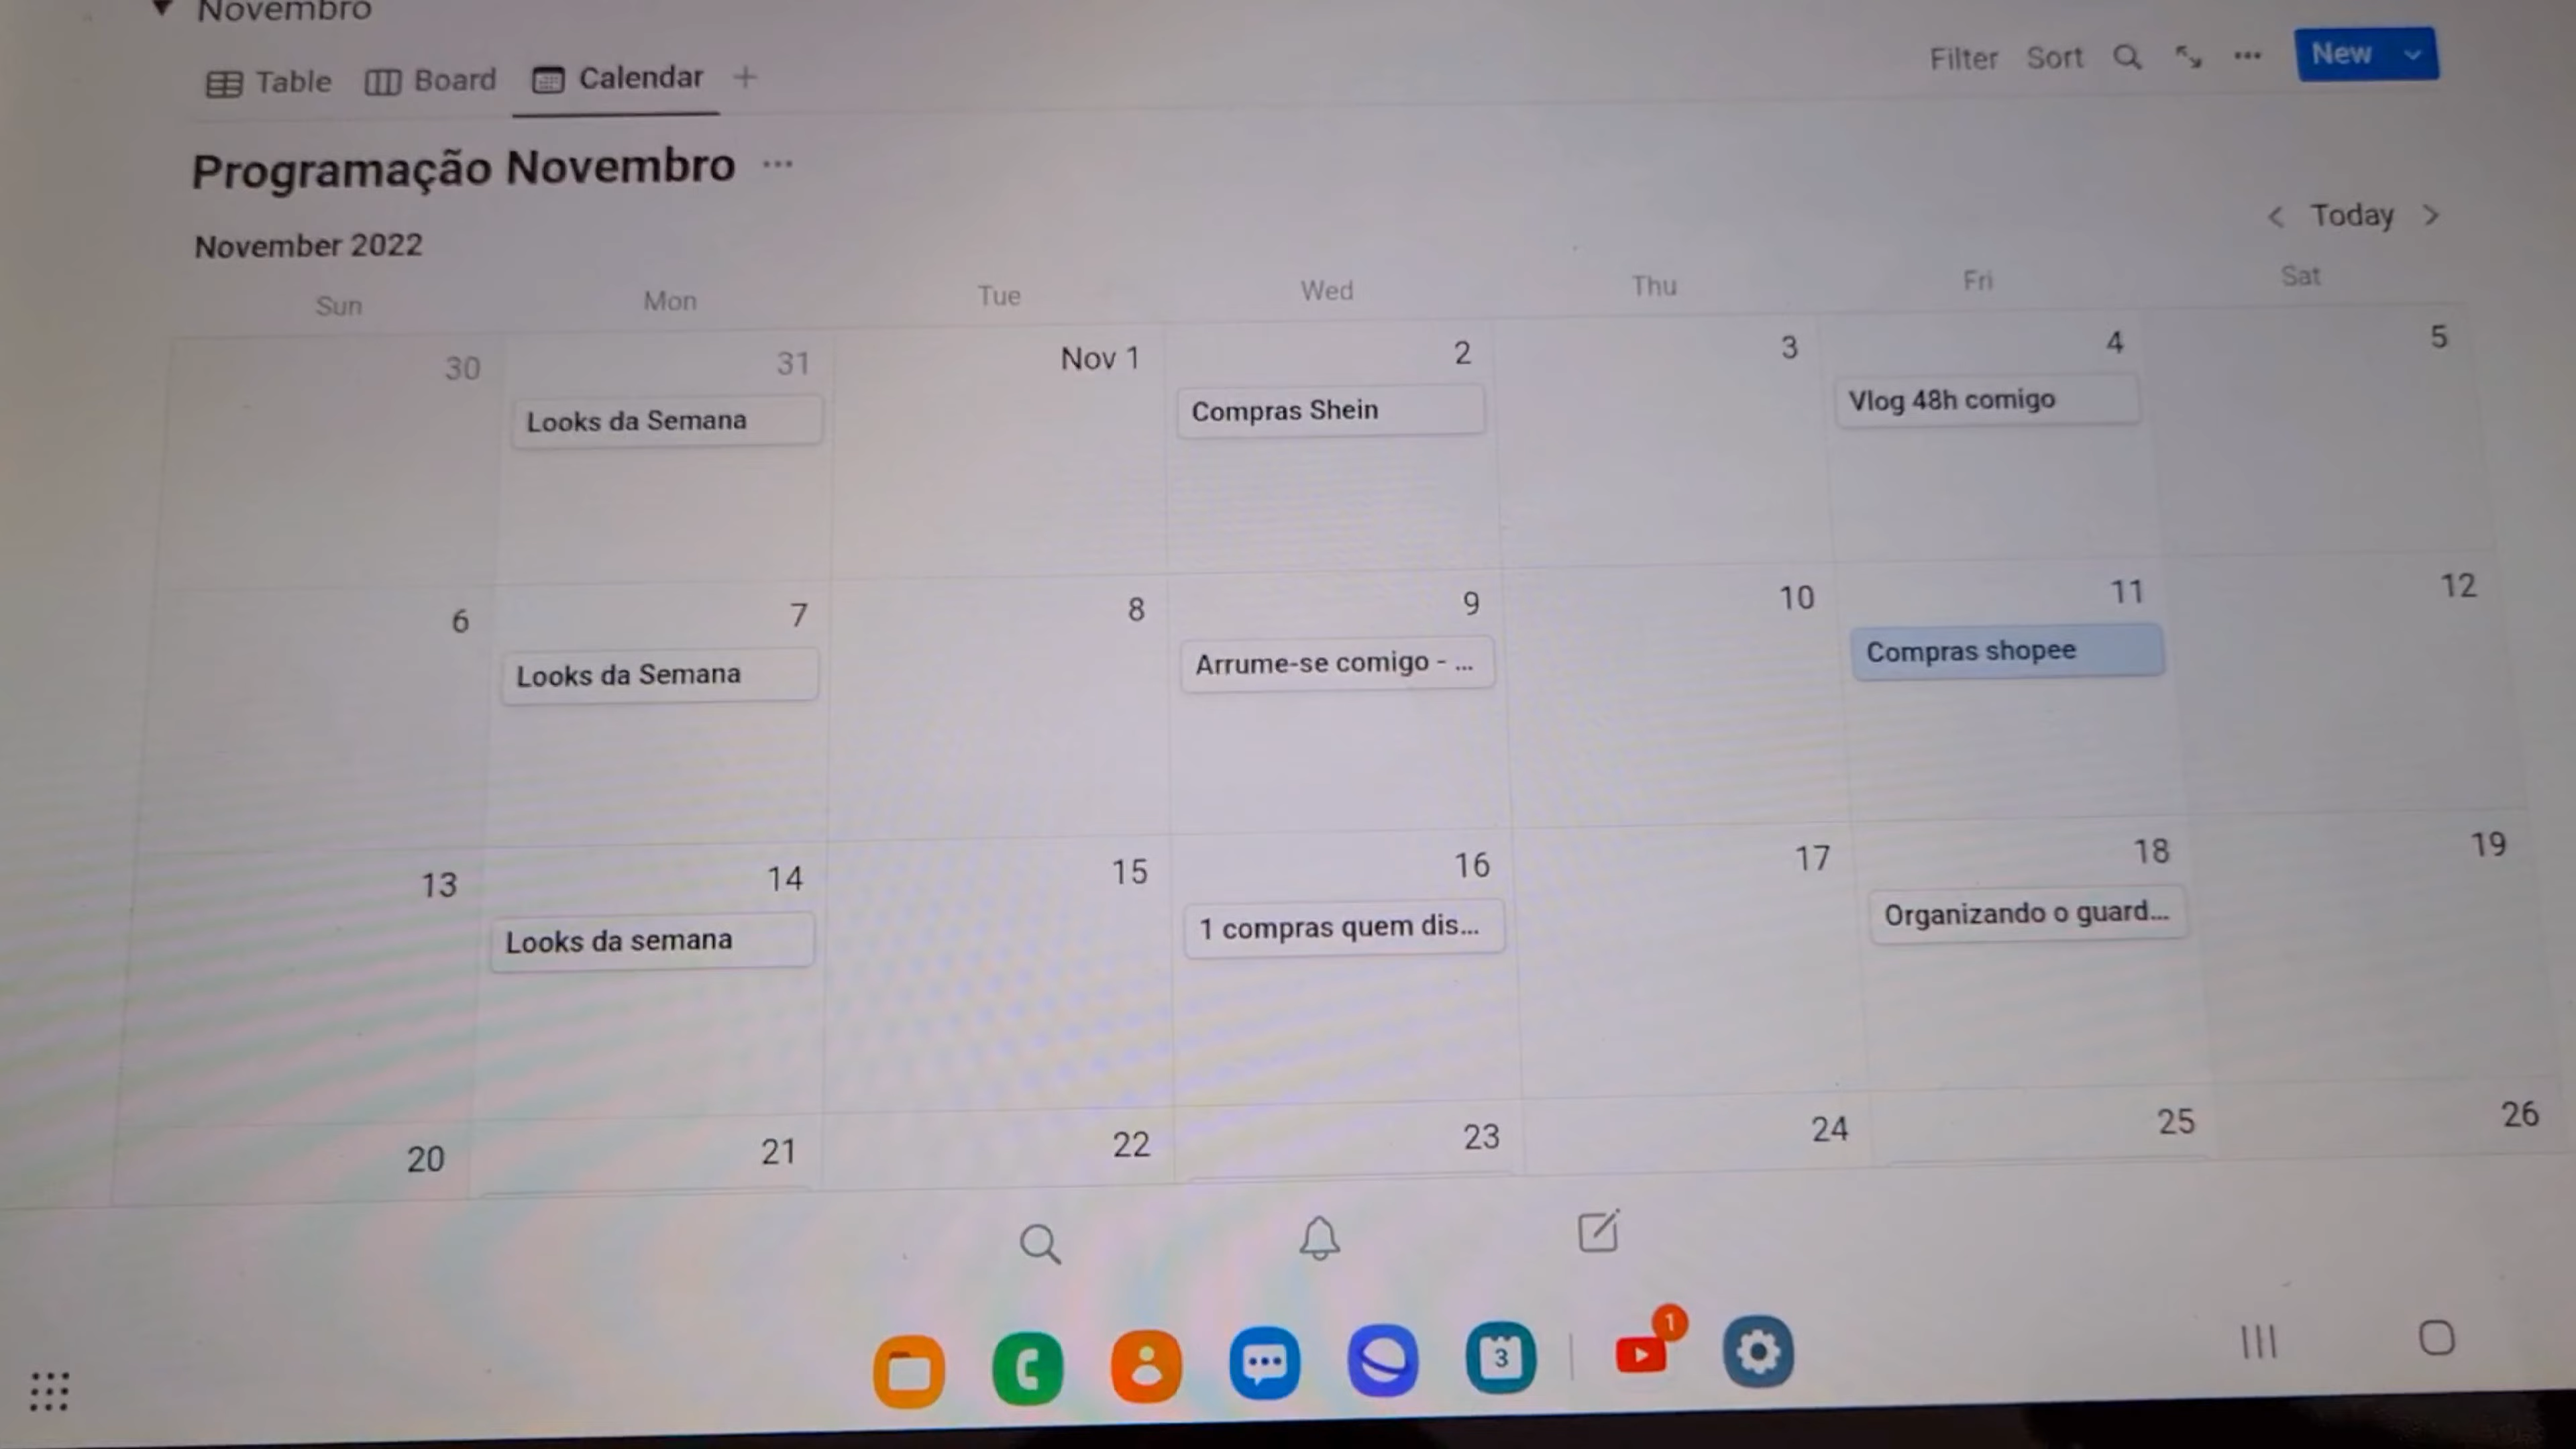 Novembro
Table Board Calendar +
Filter Sort New
Programação Novembro ...
November 2022
< Today >
Sun Mon Tue Wed Thu Fri Sat
30 31 Nov 1 2 3 4 5
Looks da Semana Compras Shein Vlog 48h comigo
6 7 8 9 10 11 12
Looks da Semana Arrume-se comigo - ... Compras shopee
13 14 15 16 17 18 19
Looks da semana 1 compras quem dis... Organizando o guard...
20 21 22 23 24 25 26
3
1